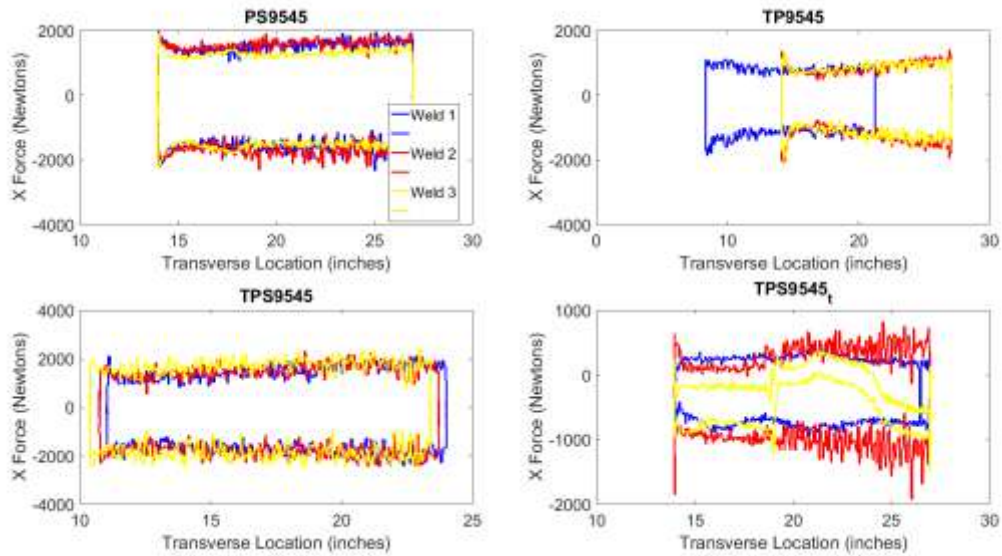 PS9545
2000
0
-2000
-4000
X Force (Newtons)
10
15
20
25
30
Transverse Location (inches)
Weld 1
Weld 2
Weld 3
TP9545
2000
0
-2000
-4000
X Force (Newtons)
0
10
20
30
Transverse Location (inches)
TPS9545
4000
2000
0
-2000
-4000
X Force (Newtons)
10
15
20
25
Transverse Location (inches)
TPS9545t
1000
0
-1000
-2000
X Force (Newtons)
10
15
20
25
30
Transverse Location (inches)